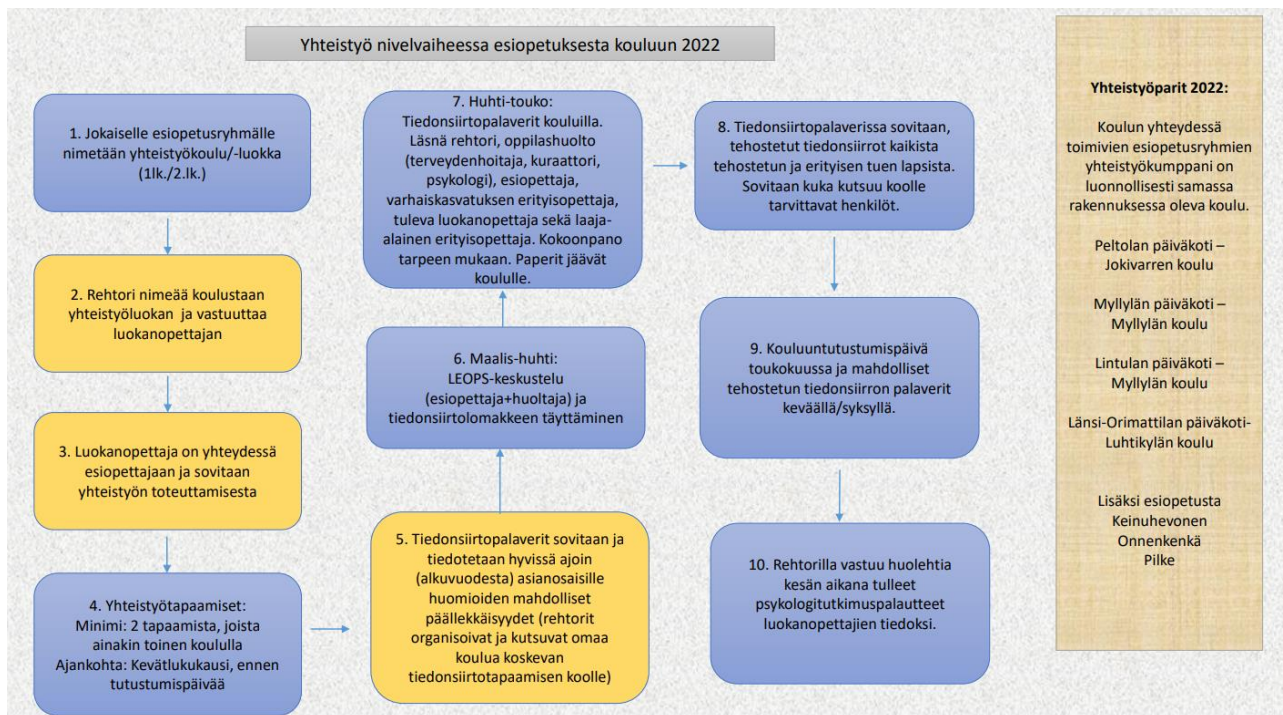 Yhteistyö nivelvaiheessa esiopetuksesta kouluun 2022
1. Jokaiselle esiopetusryhmälle
nimetään yhteistyökoulu/-luokka
(1lk./2.lk.)
2. Rehtori nimeää koulustaan
yhteistyöluokan ja vastuuttaa
luokanopettajan
3. Luokanopettaja on yhteydessä
esiopettajaan ja sovitaan
yhteistyön toteuttamisesta
4. Yhteistyötapaamiset:
Minimi: 2 tapaamista, joista
ainakin toinen koululla
Ajankohta: Kevätlukukausi, ennen
tutustumispäivää
5. Tiedonsiirtopalaverit sovitaan ja
tiedotetaan hyvissä ajoin
(alkuvuodesta) asianosaisille
huomioiden mahdolliset
päällekkäisyydet (rehtorit
organisoivat ja kutsuvat omaa
koulua koskevan
tiedonsiirtotapaamisen koolle)
6. Maalis-huhti:
LEOPS-keskustelu
(esiopettaja+huoltaja) ja
tiedonsiirtolomakkeen täyttäminen
7. Huhti-touko:
Tiedonsiirtopalaverit kouluilla.
Läsnä rehtori, oppilashuolto
(terveydenhoitaja, kuraattori,
psykologi), esiopettaja,
varhaiskasvatuksen erityisopettaja,
tuleva luokanopettaja sekä laaja-
alainen erityisopettaja. Kokoonpano
tarpeen mukaan. Paperit jäävät
koululle.
8. Tiedonsiirtopalaverissa sovitaan,
tehostetut tiedonsiirrot kaikista
tehostetun ja erityisen tuen lapsista.
Sovitaan kuka kutsuu koolle
tarvittavat henkilöt.
9. Kouluuntutustumispäivä
toukokuussa ja mahdolliset
tehostetun tiedonsiirron palaverit
keväällä/syksyllä.
10. Rehtorilla vastuu huolehtia
kesän aikana tulleet
psykologitutkimuspalautteet
luokanopettajien tiedoksi.
Yhteistyöparit 2022:
Koulun yhteydessä
toimivien esiopetusryhmien
yhteistyökumppani on
luonnollisesti samassa
rakennuksessa oleva koulu.
Peltolan päiväkoti –
Jokivarren koulu
Myllylän päiväkoti –
Myllylän koulu
Lintulan päiväkoti –
Myllylän koulu
Länsi-Orimattilan päiväkoti-
Luhtikylän koulu
Lisäksi esiopetusta
Keinuhevonen
Onnenkenkä
Pilke